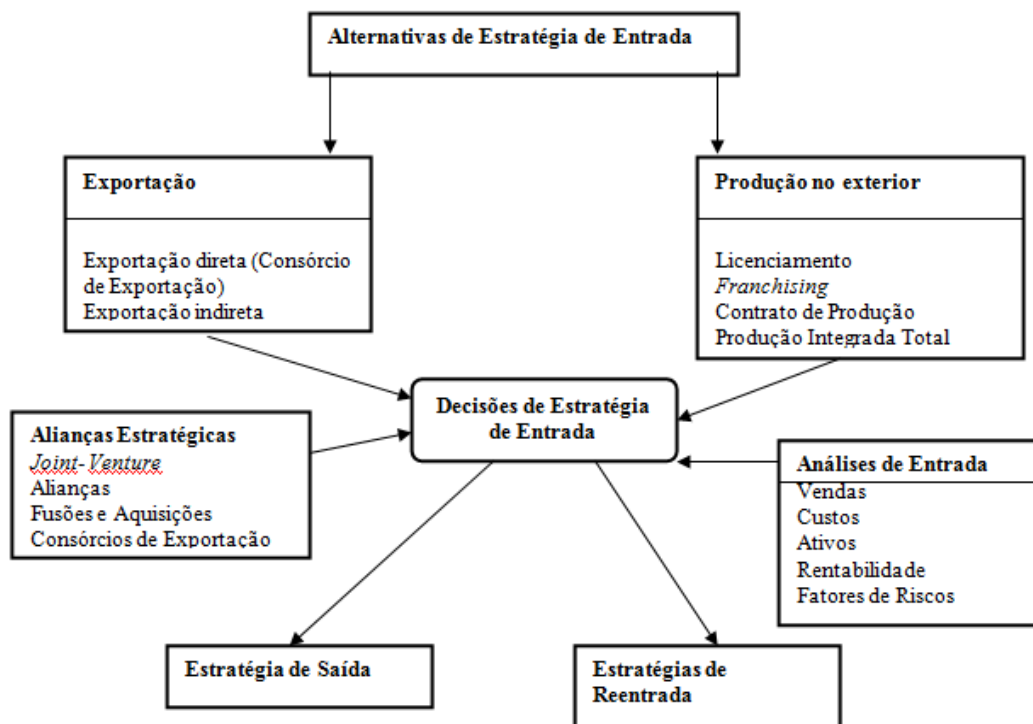 Alternativas de Estratégia de Entrada
Exportação
Exportação direta (Consórcio
de Exportação)
Exportação indireta
Produção no exterior
Licenciamento
Franchising
Contrato de Produção
Produção Integrada Total
Decisões de Estratégia
de Entrada
Alianças Estratégicas
Joint-Venture
Alianças
Fusões e Aquisições
Consórcios de Exportação
Análises de Entrada
Vendas
Custos
Ativos
Rentabilidade
Fatores de Riscos
Estratégia de Saída
Estratégias de
Reentrada